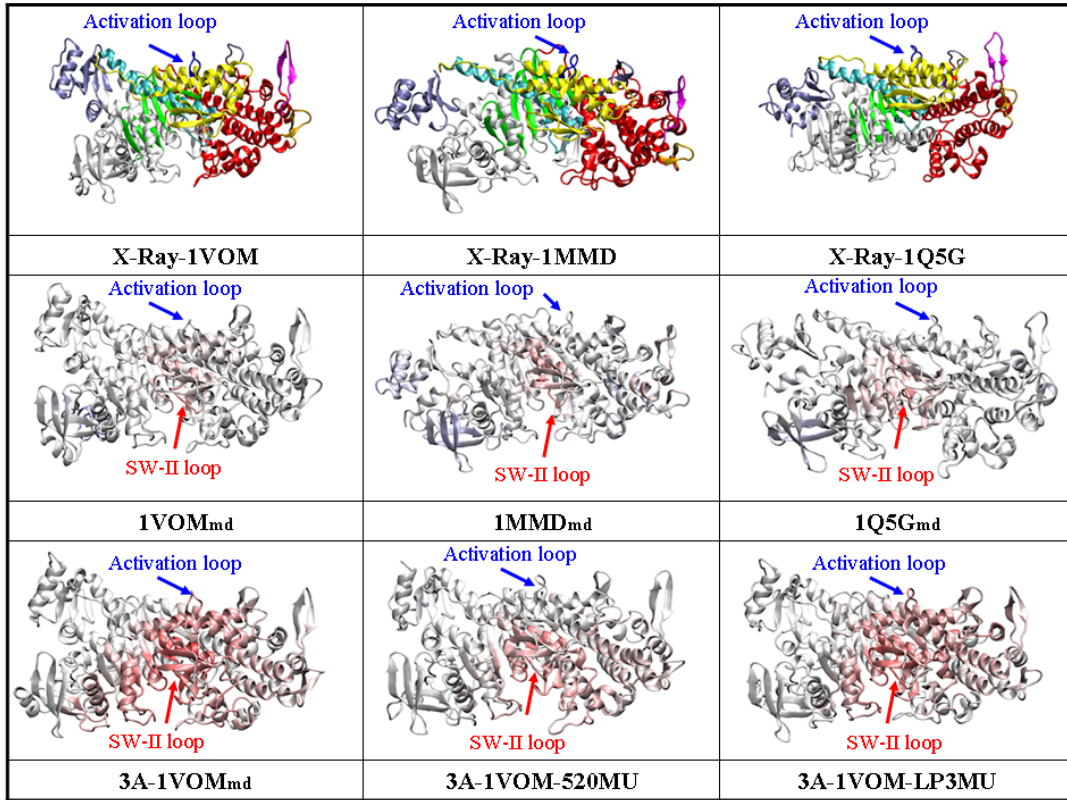 Activation loop
Activation loop
Activation loop
X-Ray-1VOM
X-Ray-1MMD
X-Ray-1Q5G
Activation loop
Activation loop
Activation loop
SW-II loop
SW-II loop
SW-II loop
1VOMmd
1MMDmd
1Q5Gmd
Activation loop
Activation loop
Activation loop
SW-II loop
SW-II loop
SW-II loop
3A-1VOMmd
3A-1VOM-520MU
3A-1VOM-LP3MU